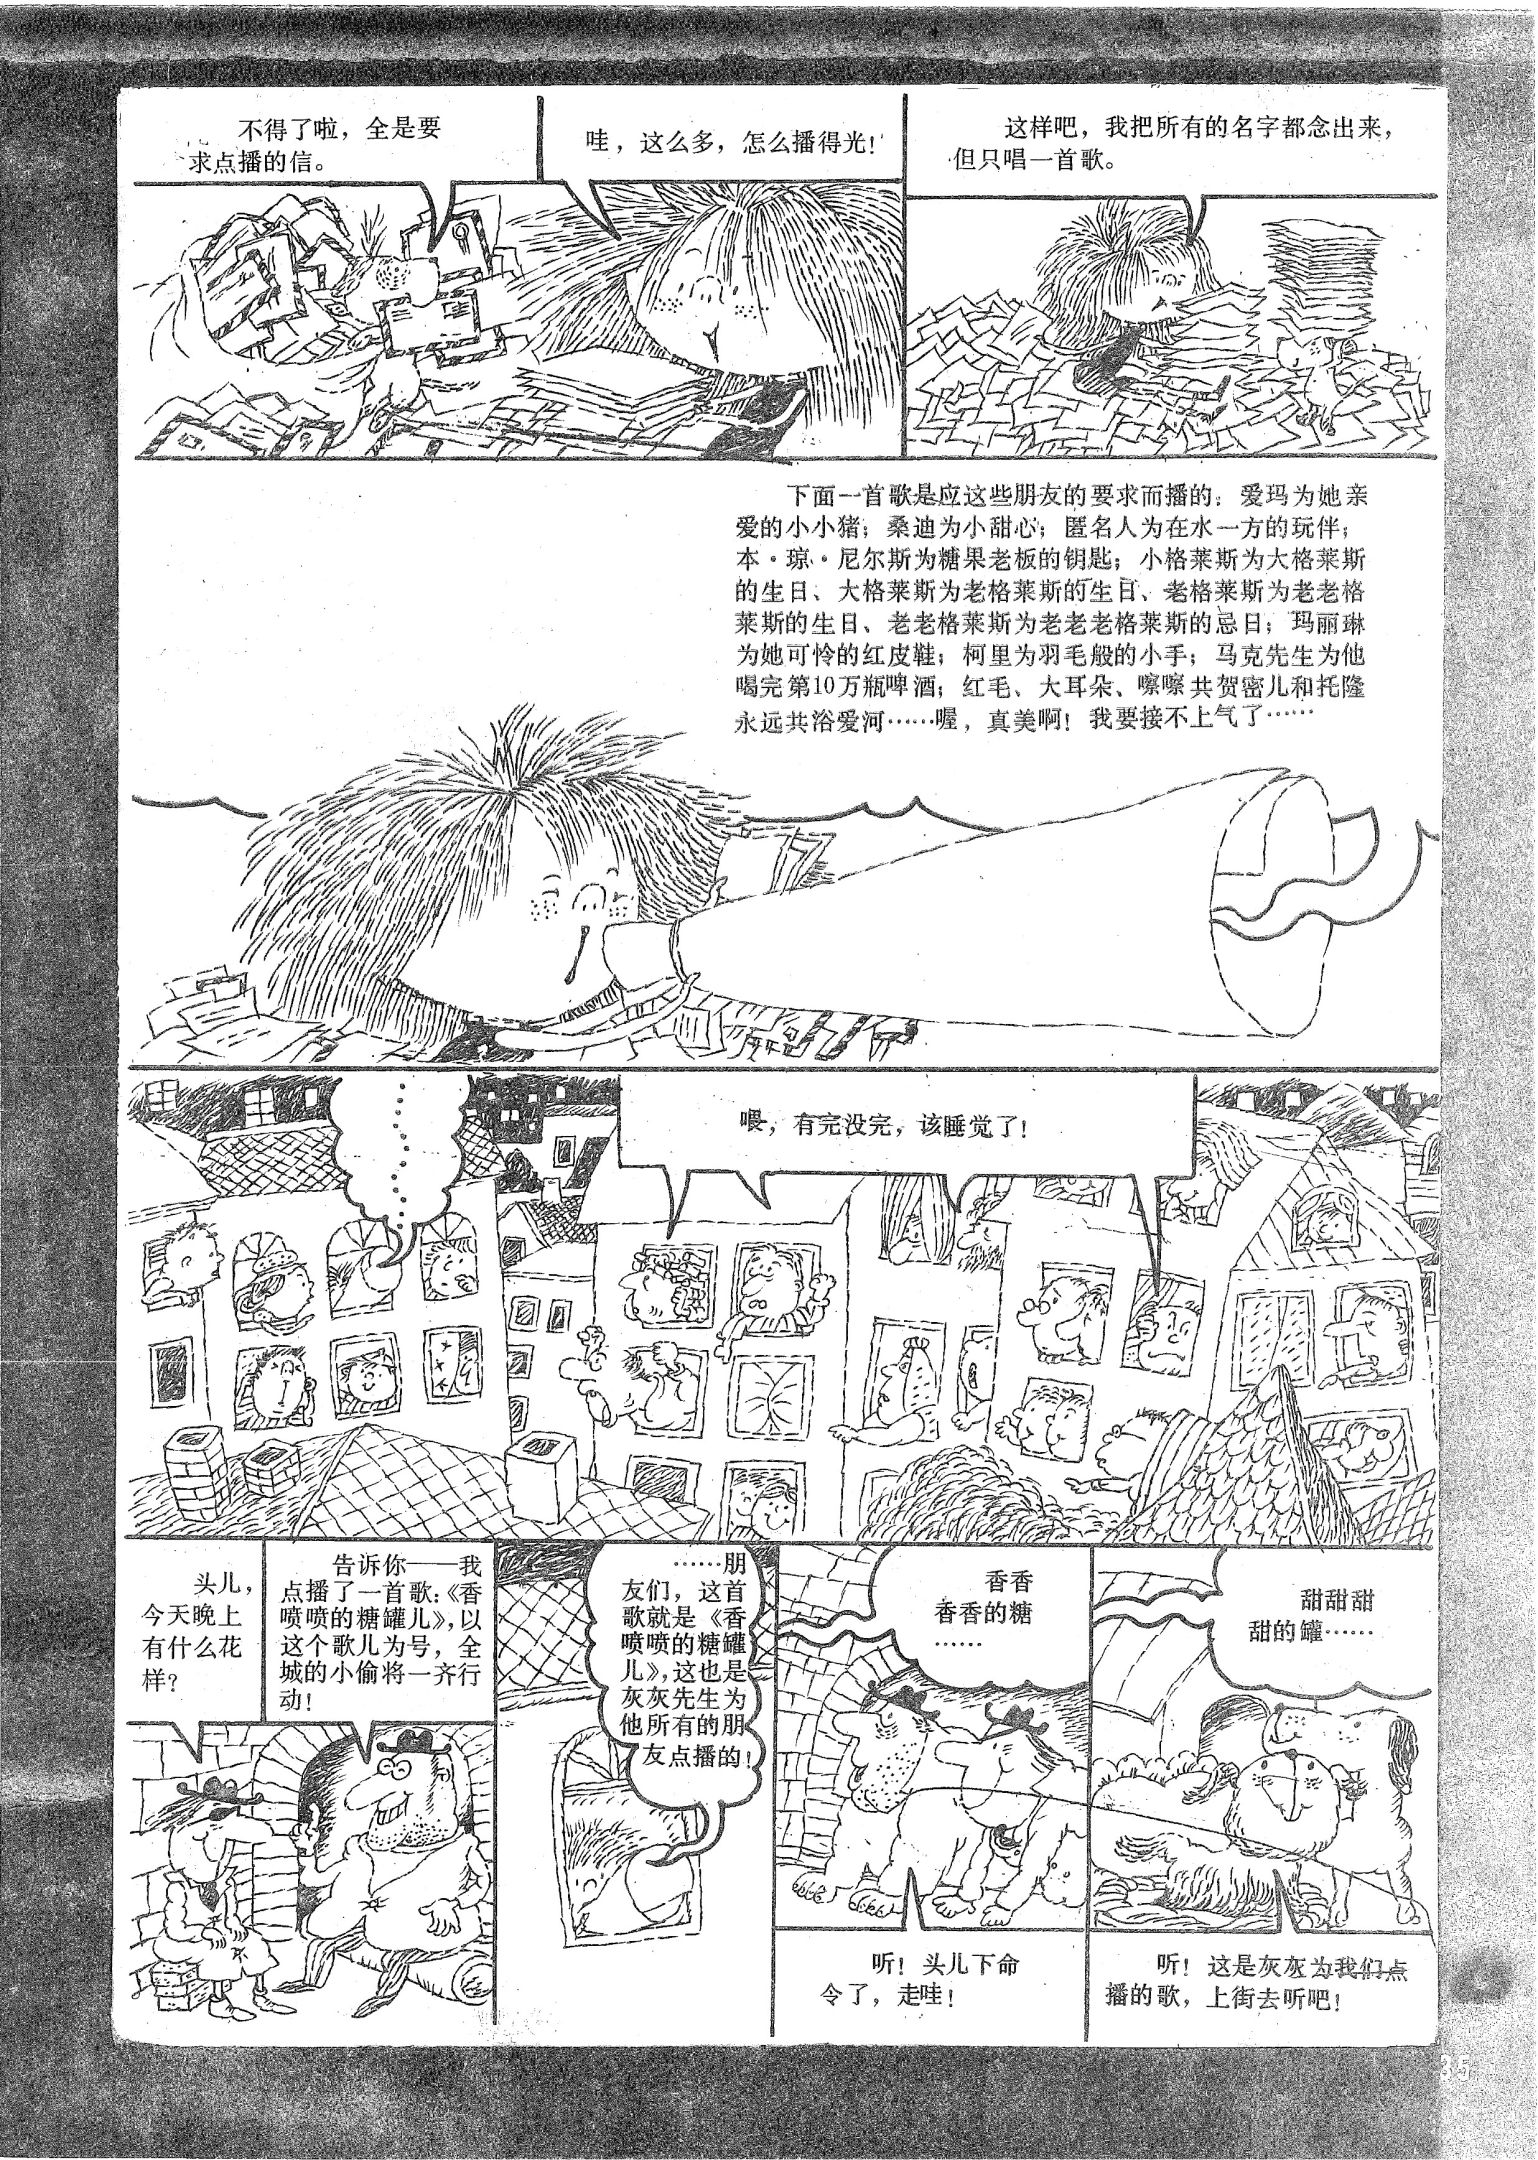 不得了啦，全是要
求点播的信。
哇，这么多，怎么播得光！
这样吧，我把所有的名字都念出来，
但只唱一首歌。
下面一首歌是应这些朋友的要求而播的：爱玛为她亲
爱的小小猪；桑迪为小甜心；匿名人为在水一方的玩伴；
本·琼·尼尔斯为糖果老板的钥匙；小格莱斯为大格莱斯
的生日、大格莱斯为老格莱斯的生日、老格莱斯为老老格
莱斯的生日、老老格莱斯为老老老格莱斯的忌日；玛丽琳
为她可怜的红皮鞋；柯里为羽毛般的小手；马克先生为他
喝完第10万瓶啤酒；红毛、大耳朵、嚓嚓共贺密儿和托隆
永远共浴爱河……喔，真美啊！我要接不上气了……
喂，有完没完，该睡觉了！
头儿，
今天晚上
有什么花
样？
告诉你——我
点播了一首歌：《香
喷喷的糖罐儿》，以
这个歌儿为号，全
城的小偷将一齐行
动！
……朋
友们，这首
歌就是《香
喷喷的糖罐
儿》，这也是
灰灰先生为
他所有的朋
友点播的！
香香
香香的糖
……
听！头儿下命
令了，走哇！
甜甜甜
甜的罐……
听！这是灰灰为我们点
播的歌，上街去听吧！
35